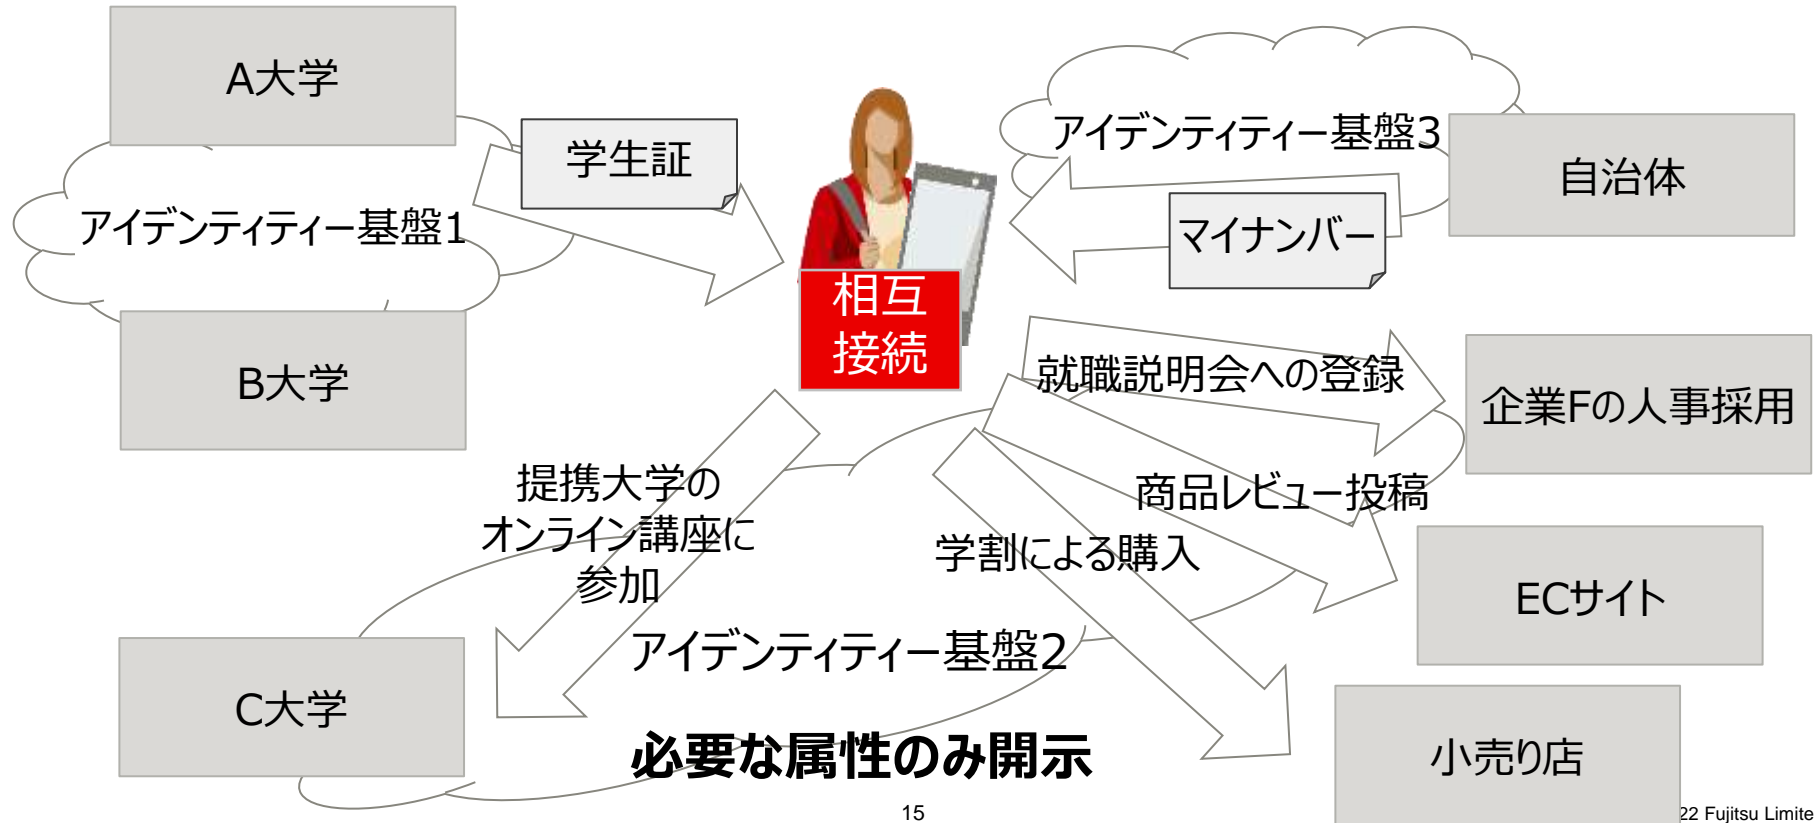 A大学
学生証
アイデンティティー基盤3
自治体
アイデンティティー基盤1
マイナンバー
相互
接続
B大学
就職説明会への登録
企業Fの人事採用
提携大学の
オンライン講座に
参加
商品レビュー投稿
学割による購入
ECサイト
アイデンティティー基盤2
C大学
必要な属性のみ開示
小売り店
15
22 Fujitsu Limite